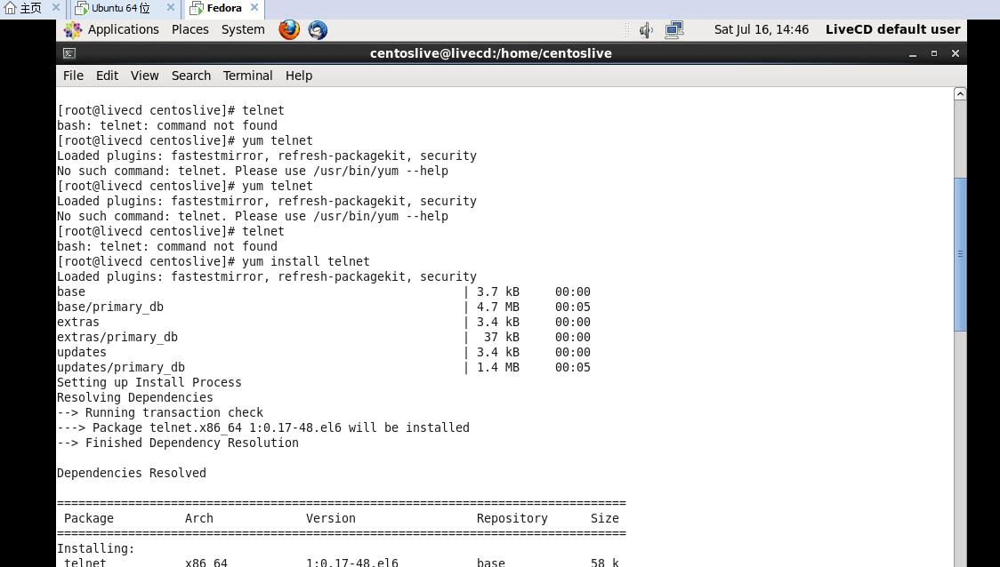 主页 Ubuntu 64 位 Fedora
Applications Places System Sat Jul 16, 14:46 LiveCD default user
centoslive@livecd:/home/centoslive
File Edit View Search Terminal Help
[root@livecd centoslive]# telnet
bash: telnet: command not found
[root@livecd centoslive]# yum telnet
Loaded plugins: fastestmirror, refresh-packagekit, security
No such command: telnet. Please use /usr/bin/yum --help
[root@livecd centoslive]# yum telnet
Loaded plugins: fastestmirror, refresh-packagekit, security
No such command: telnet. Please use /usr/bin/yum --help
[root@livecd centoslive]# telnet
bash: telnet: command not found
[root@livecd centoslive]# yum install telnet
Loaded plugins: fastestmirror, refresh-packagekit, security
base | 3.7 kB 00:00
base/primary_db | 4.7 MB 00:05
extras | 3.4 kB 00:00
extras/primary_db | 37 kB 00:00
updates | 3.4 kB 00:00
updates/primary_db | 1.4 MB 00:05
Setting up Install Process
Resolving Dependencies
--> Running transaction check
---> Package telnet.x86_64 1:0.17-48.el6 will be installed
--> Finished Dependency Resolution
Dependencies Resolved
================================================================================
Package Arch Version Repository Size
================================================================================
Installing:
telnet x86_64 1:0.17-48.el6 base 58 k